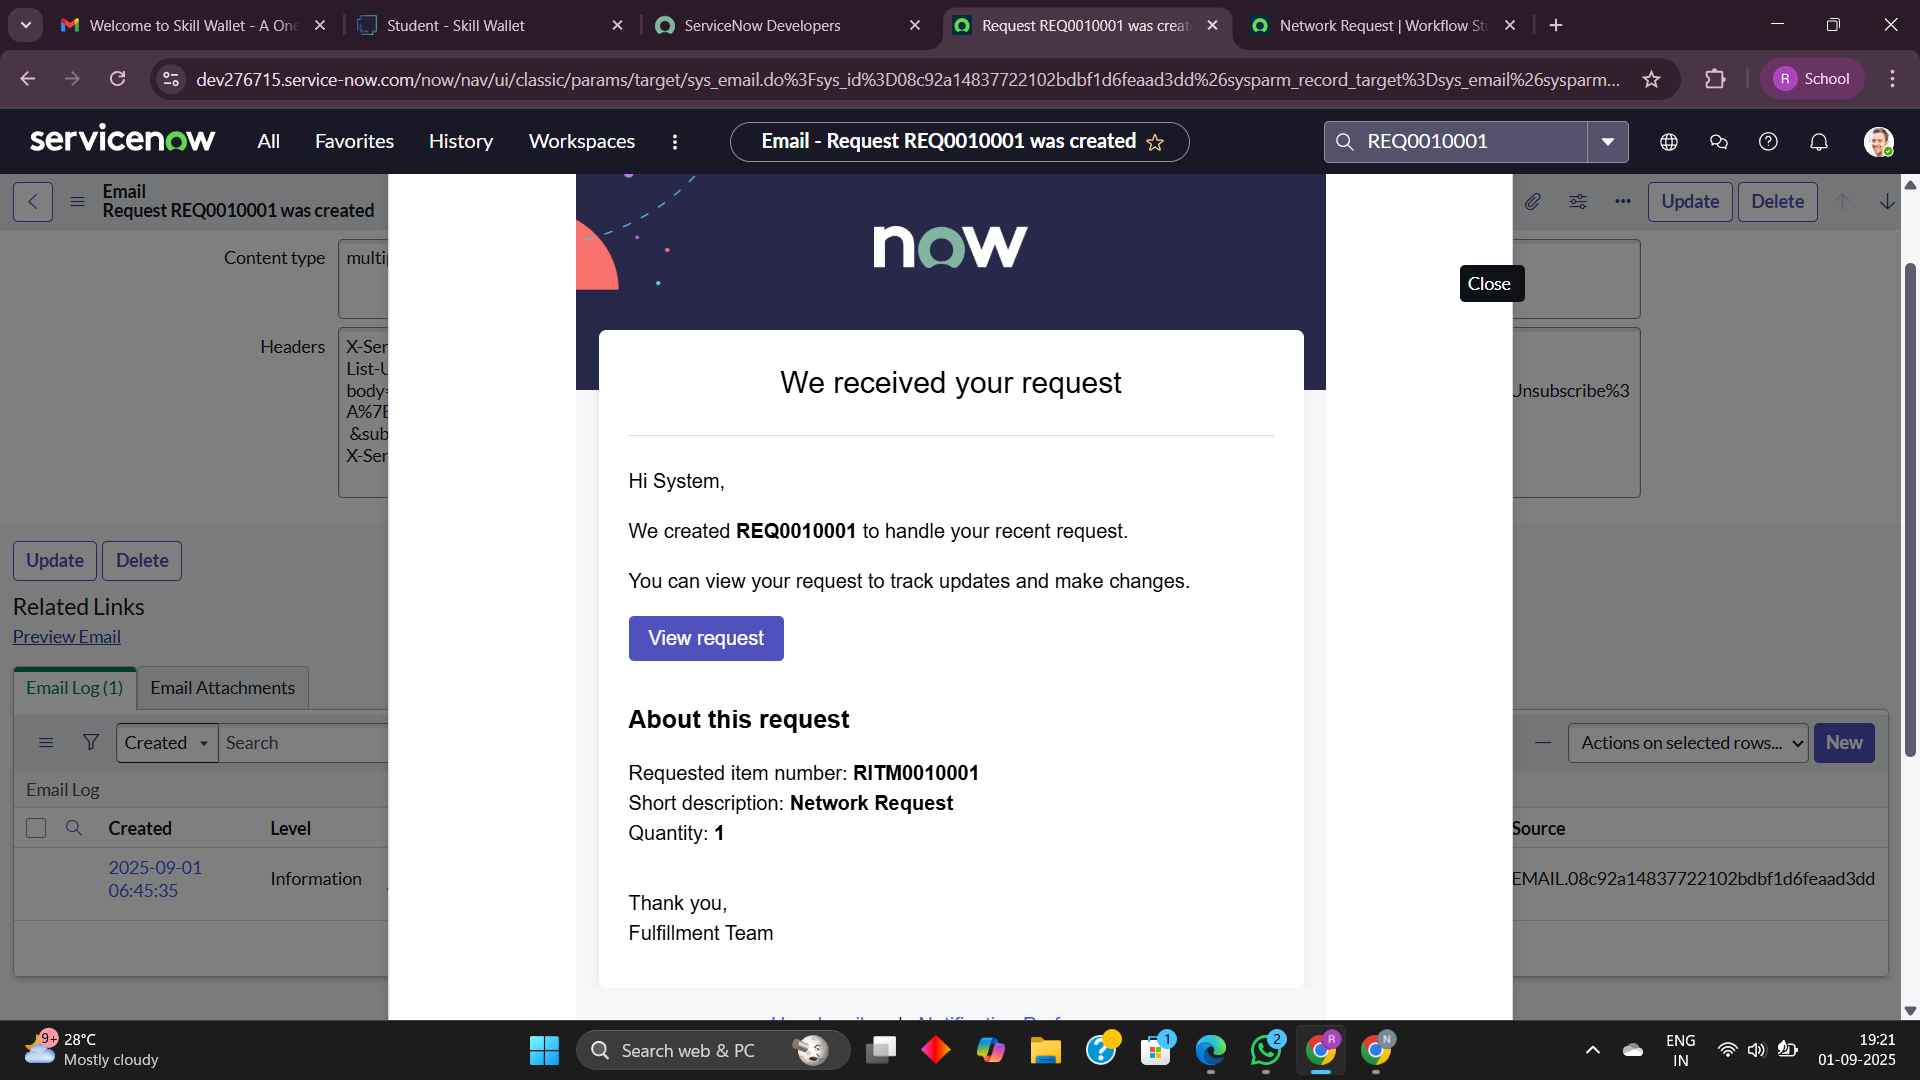 Welcome to Skill Wallet - A One
Student - Skill Wallet
ServiceNow Developers
Request REQ0010001 was creat
Network Request | Workflow St
dev276715.service-now.com/now/nav/ui/classic/params/target/sys_email.do%3Fsys_id%3D08c92a14837722102bdbf1d6feaad3dd%26sysparm_record_target%3Dsys_email%26sysparm...
R School
servicenow All Favorites History Workspaces
Email - Request REQ0010001 was created
REQ0010001
Email
Request REQ0010001 was created
Update Delete
Content type multi
Headers X-Ser
List-U
body=
A%7E
&sub
X-Ser
Unsubscribe%3
Close
now
We received your request
Hi System,
We created REQ0010001 to handle your recent request.
You can view your request to track updates and make changes.
View request
About this request
Requested item number: RITM0010001
Short description: Network Request
Quantity: 1
Thank you,
Fulfillment Team
Update Delete
Related Links
Preview Email
Email Log (1) Email Attachments
Created Search
Actions on selected rows... New
Email Log
Created Level Source
2025-09-01
06:45:35
Information
EMAIL.08c92a14837722102bdbf1d6feaad3dd
9+ 28°C
Mostly cloudy
Search web & PC
1
2
R
N
ENG
IN
19:21
01-09-2025